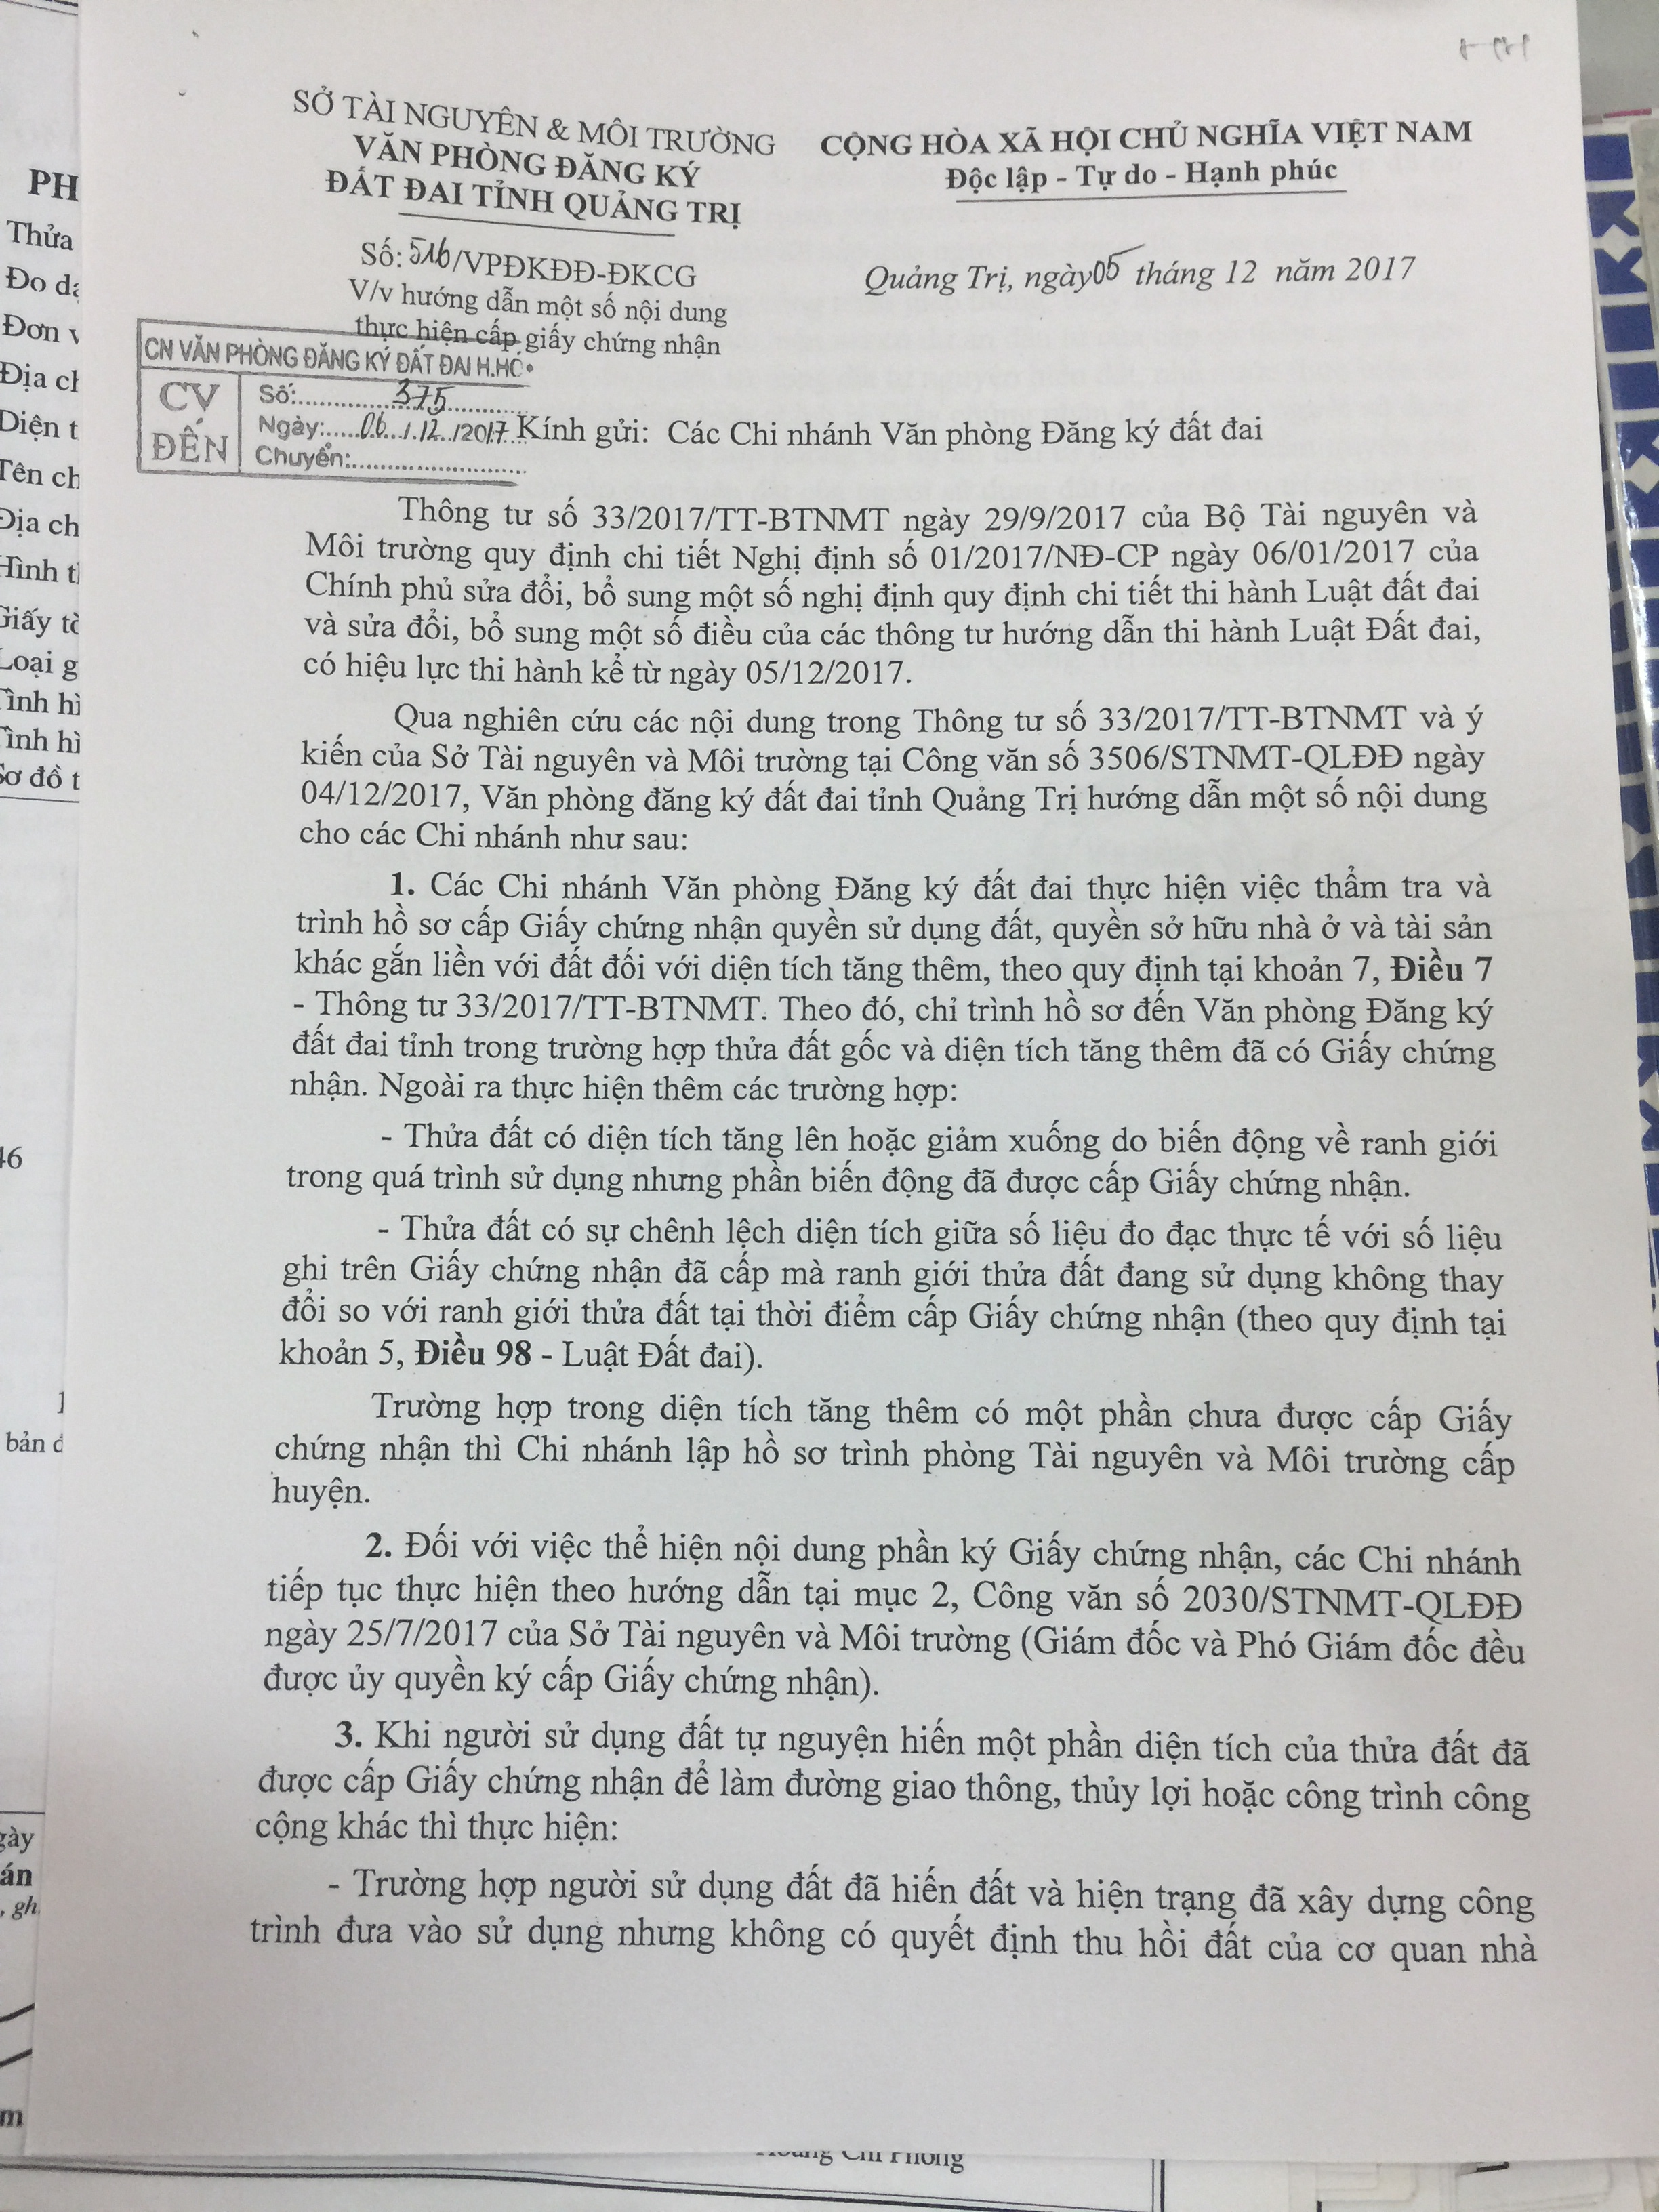 SỞ TÀI NGUYÊN & MÔI TRƯỜNG
VĂN PHÒNG ĐĂNG KÝ
ĐẤT ĐAI TỈNH QUẢNG TRỊ
CỘNG HÒA XÃ HỘI CHỦ NGHĨA VIỆT NAM
Độc lập - Tự do - Hạnh phúc
Số: 516/VPĐKĐĐ-ĐKCG
V/v hướng dẫn một số nội dung
thực hiện cấp giấy chứng nhận
Quảng Trị, ngày 05 tháng 12 năm 2017
CN VĂN PHÒNG ĐĂNG KÝ ĐẤT ĐAI H.HÓ
CV
ĐẾN
Số:.....375.....
Ngày:.....06./.12./2017...
Chuyển:.....
Kính gửi: Các Chi nhánh Văn phòng Đăng ký đất đai
Thông tư số 33/2017/TT-BTNMT ngày 29/9/2017 của Bộ Tài nguyên và
Môi trường quy định chi tiết Nghị định số 01/2017/NĐ-CP ngày 06/01/2017 của
Chính phủ sửa đổi, bổ sung một số nghị định quy định chi tiết thi hành Luật đất đai
và sửa đổi, bổ sung một số điều của các thông tư hướng dẫn thi hành Luật Đất đai,
có hiệu lực thi hành kể từ ngày 05/12/2017.
Qua nghiên cứu các nội dung trong Thông tư số 33/2017/TT-BTNMT và ý
kiến của Sở Tài nguyên và Môi trường tại Công văn số 3506/STNMT-QLĐĐ ngày
04/12/2017, Văn phòng đăng ký đất đai tỉnh Quảng Trị hướng dẫn một số nội dung
cho các Chi nhánh như sau:
1. Các Chi nhánh Văn phòng Đăng ký đất đai thực hiện việc thẩm tra và
trình hồ sơ cấp Giấy chứng nhận quyền sử dụng đất, quyền sở hữu nhà ở và tài sản
khác gắn liền với đất đối với diện tích tăng thêm, theo quy định tại khoản 7, Điều 7
- Thông tư 33/2017/TT-BTNMT. Theo đó, chỉ trình hồ sơ đến Văn phòng Đăng ký
đất đai tỉnh trong trường hợp thửa đất gốc và diện tích tăng thêm đã có Giấy chứng
nhận. Ngoài ra thực hiện thêm các trường hợp:
- Thửa đất có diện tích tăng lên hoặc giảm xuống do biến động về ranh giới
trong quá trình sử dụng nhưng phần biến động đã được cấp Giấy chứng nhận.
- Thửa đất có sự chênh lệch diện tích giữa số liệu đo đạc thực tế với số liệu
ghi trên Giấy chứng nhận đã cấp mà ranh giới thửa đất đang sử dụng không thay
đổi so với ranh giới thửa đất tại thời điểm cấp Giấy chứng nhận (theo quy định tại
khoản 5, Điều 98 - Luật Đất đai).
Trường hợp trong diện tích tăng thêm có một phần chưa được cấp Giấy
chứng nhận thì Chi nhánh lập hồ sơ trình phòng Tài nguyên và Môi trường cấp
huyện.
2. Đối với việc thể hiện nội dung phần ký Giấy chứng nhận, các Chi nhánh
tiếp tục thực hiện theo hướng dẫn tại mục 2, Công văn số 2030/STNMT-QLĐĐ
ngày 25/7/2017 của Sở Tài nguyên và Môi trường (Giám đốc và Phó Giám đốc đều
được ủy quyền ký cấp Giấy chứng nhận).
3. Khi người sử dụng đất tự nguyện hiến một phần diện tích của thửa đất đã
được cấp Giấy chứng nhận để làm đường giao thông, thủy lợi hoặc công trình công
cộng khác thì thực hiện:
- Trường hợp người sử dụng đất đã hiến đất và hiện trạng đã xây dựng công
trình đưa vào sử dụng nhưng không có quyết định thu hồi đất của cơ quan nhà
PH
Thửa
Đo
Đơn
Địa
Diện
Tên
Địa
Giấy
Loại
46
bản